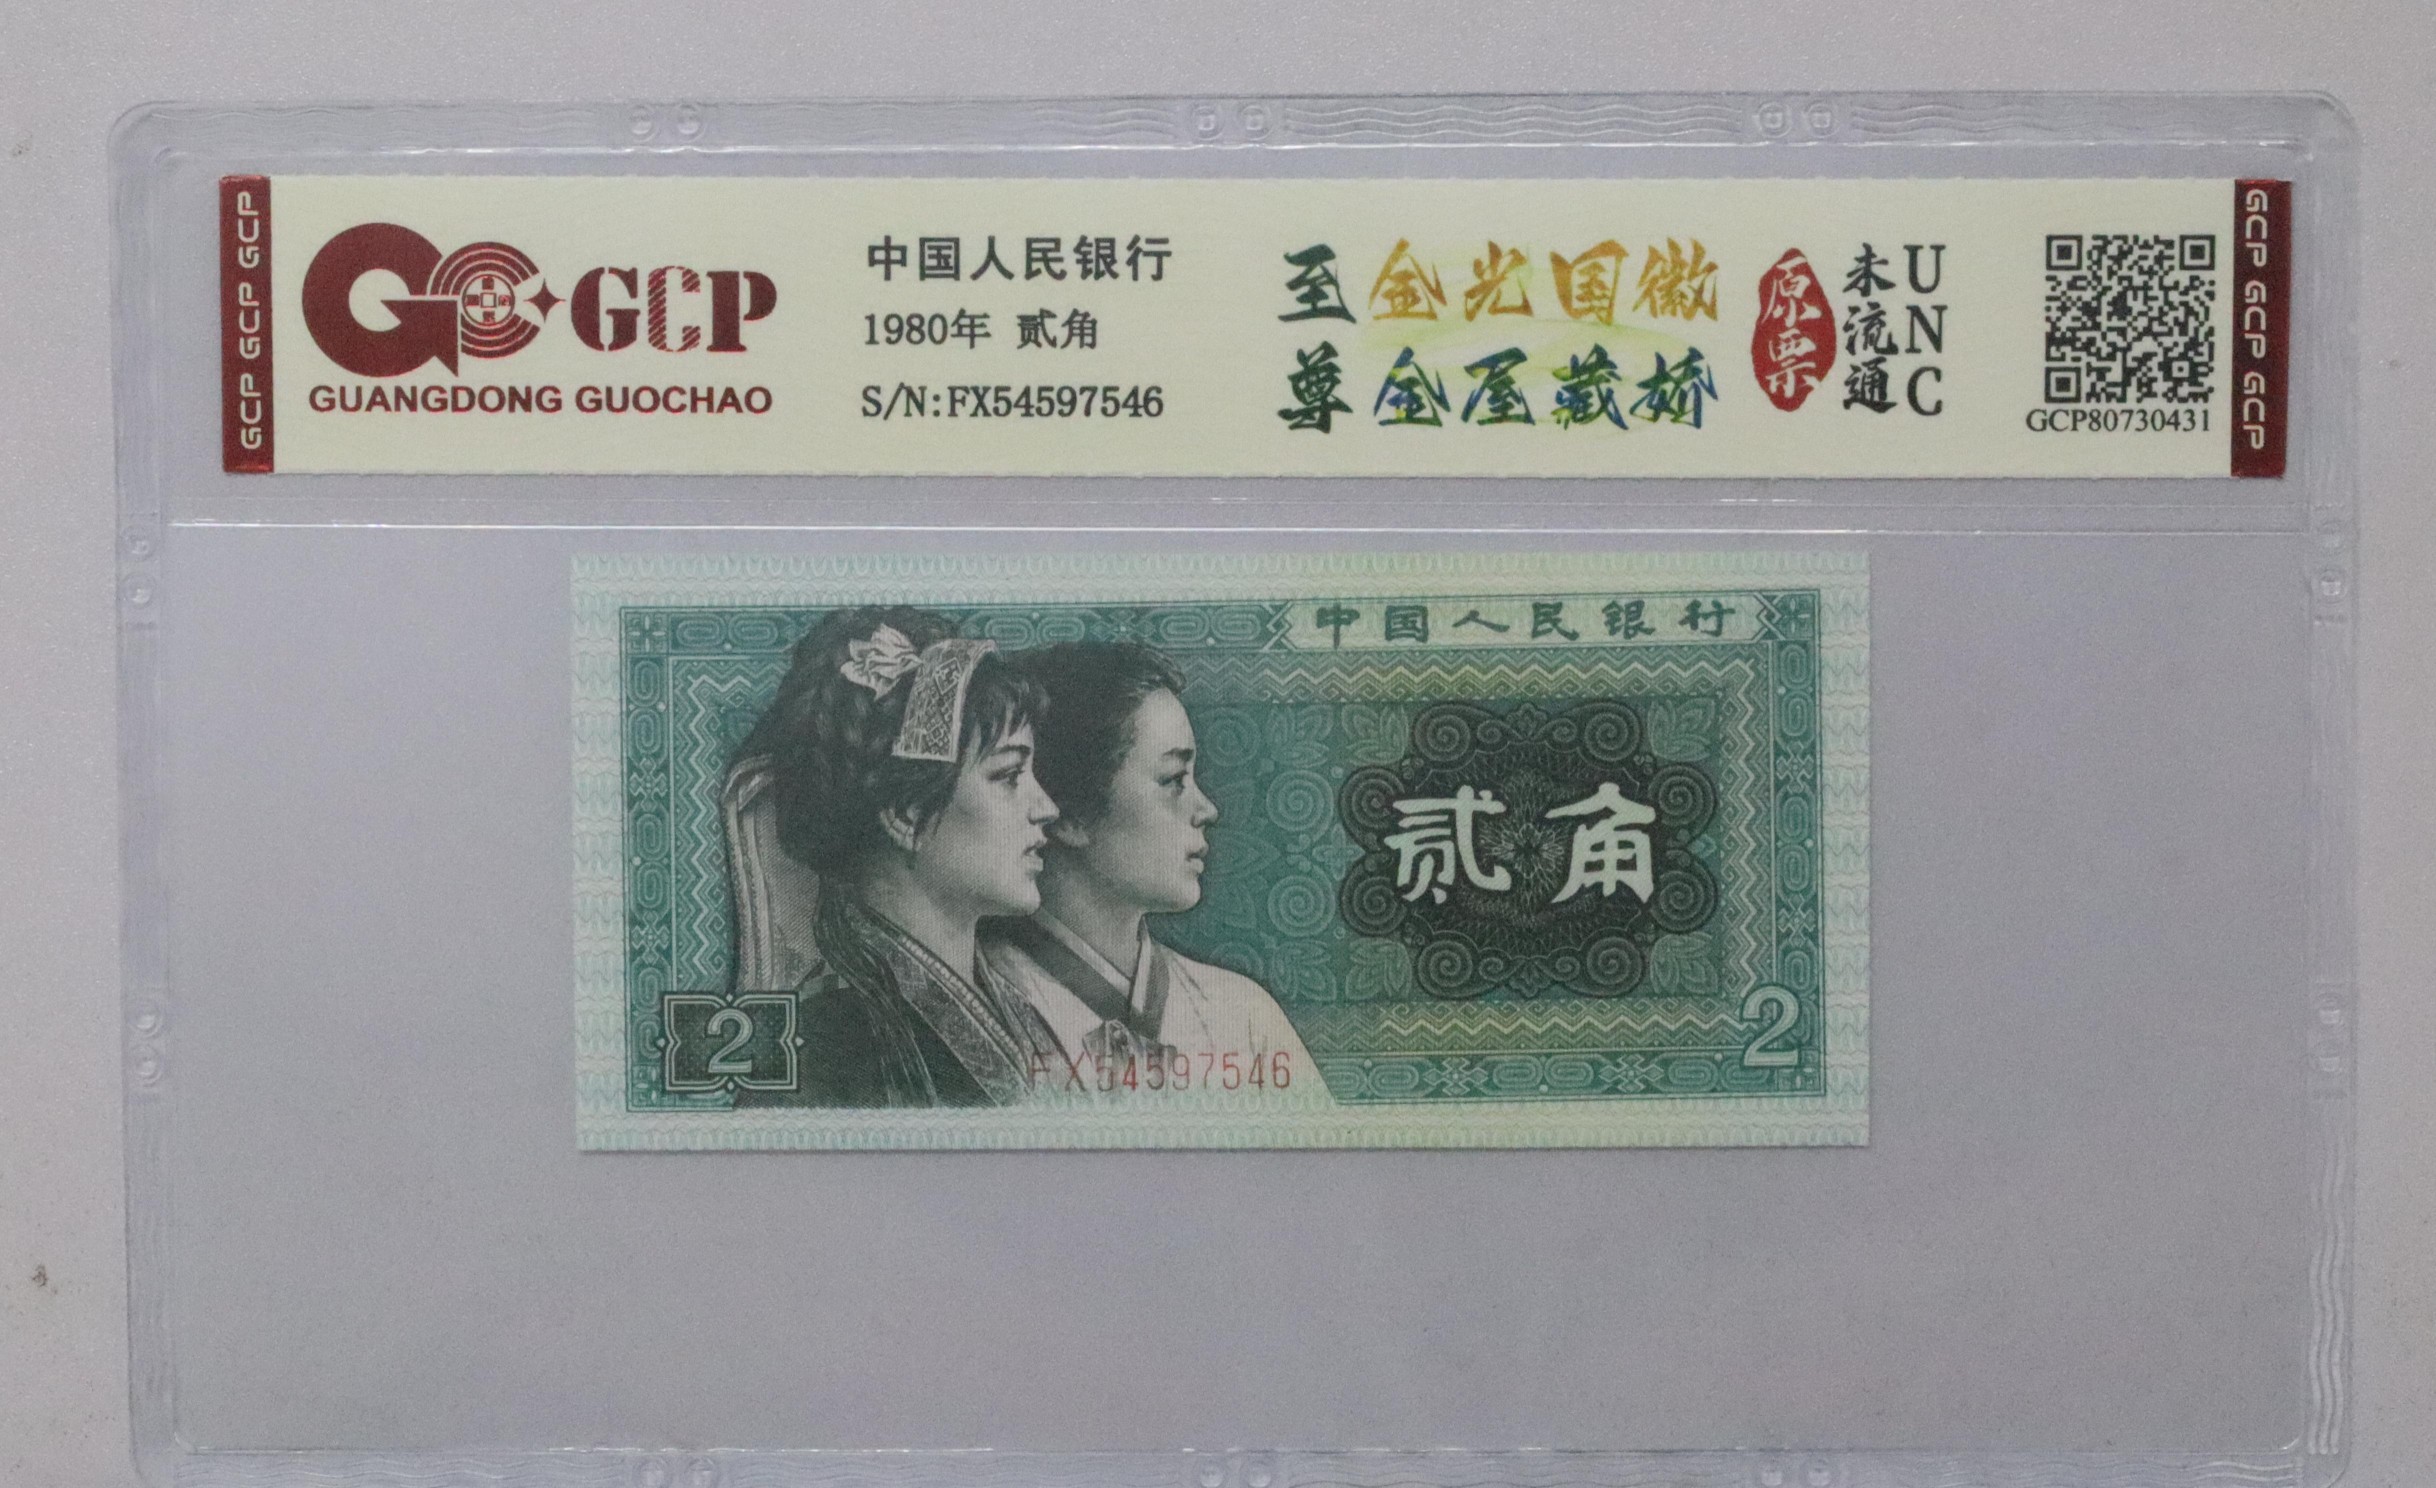 GCP GCP GCP
GCP
GUANGDONG GUOCHAO
中国人民银行
1980年 贰角
S/N:FX54597546
至尊
金光国徽
金屋藏娇
原票
未流通
UNC
GCP80730431
GCP GCP GCP
中国人民银行
贰角
2
2
FX54597546